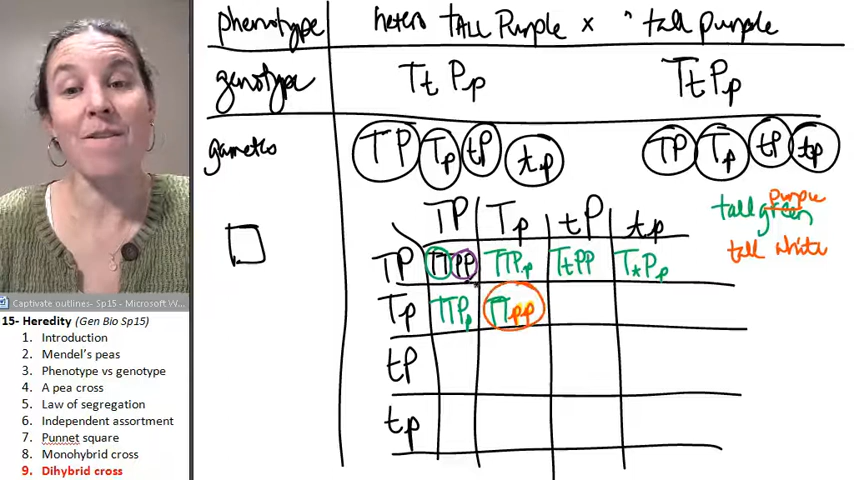 phenotype hetero TALL Purple x " tall purple
genotype TtPp TtPp
gametes TP Tp tP tp TP Tp tP tp
tall green purple
tall white
TP Tp tP tp
TP TTPP TTPp TtPP TtPp
Tp TTPp TTpp
tP
tp
Captivate outlines- Sp15 - Microsoft W...
15- Heredity (Gen Bio Sp15)
1. Introduction
2. Mendel's peas
3. Phenotype vs genotype
4. A pea cross
5. Law of segregation
6. Independent assortment
7. Punnet square
8. Monohybrid cross
9. Dihybrid cross